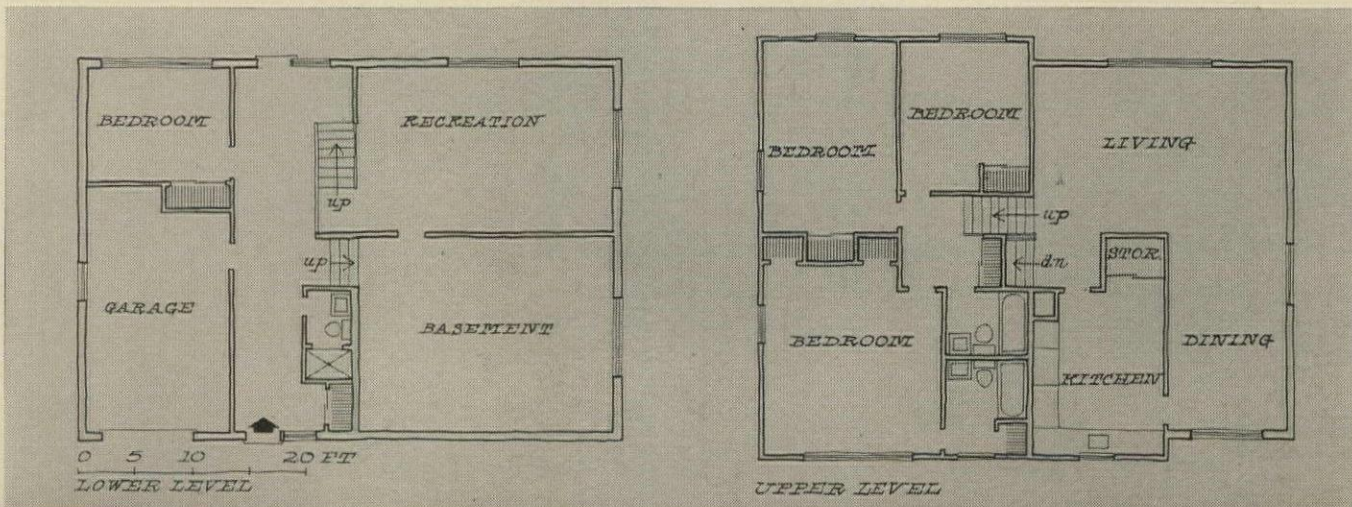 BEDROOM
RECREATION
up
up
GARAGE
BASEMENT
0 5 10 20 FT
LOWER LEVEL
BEDROOM
BEDROOM
LIVING
up
dn
STOR.
BEDROOM
DINING
KITCHEN
UPPER LEVEL